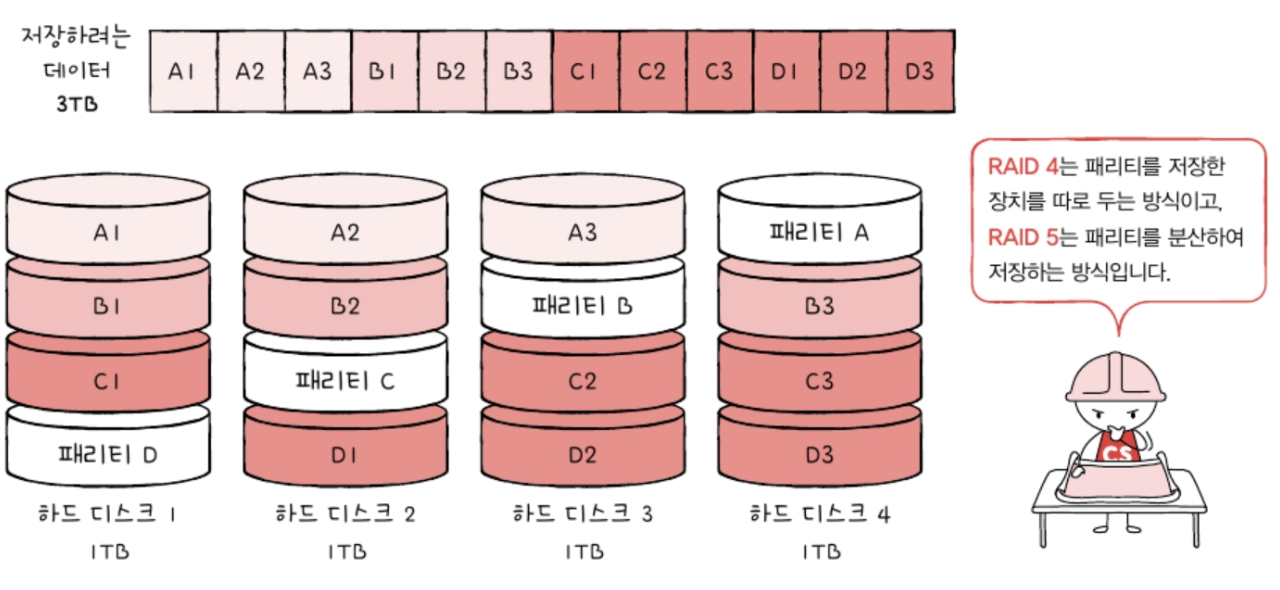 저장하려는
데이터
3TB
A1 A2 A3 B1 B2 B3 C1 C2 C3 D1 D2 D3
A1 A2 A3 패리티 A
B1 B2 패리티 B B3
C1 패리티 C C2 C3
패리티 D D1 D2 D3
하드 디스크 1 하드 디스크 2 하드 디스크 3 하드 디스크 4
1TB 1TB 1TB 1TB
RAID 4는 패리티를 저장한
장치를 따로 두는 방식이고,
RAID 5는 패리티를 분산하여
저장하는 방식입니다.
CS